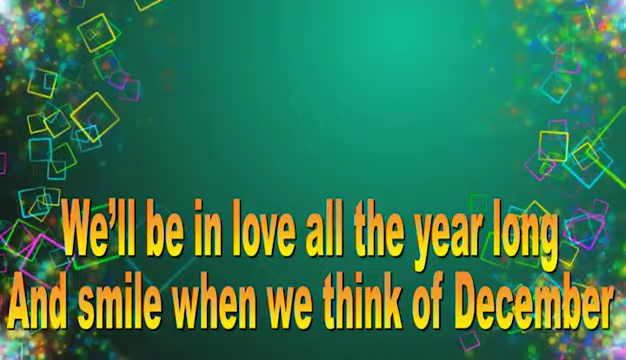 We’ll be in love all the year long
And smile when we think of December